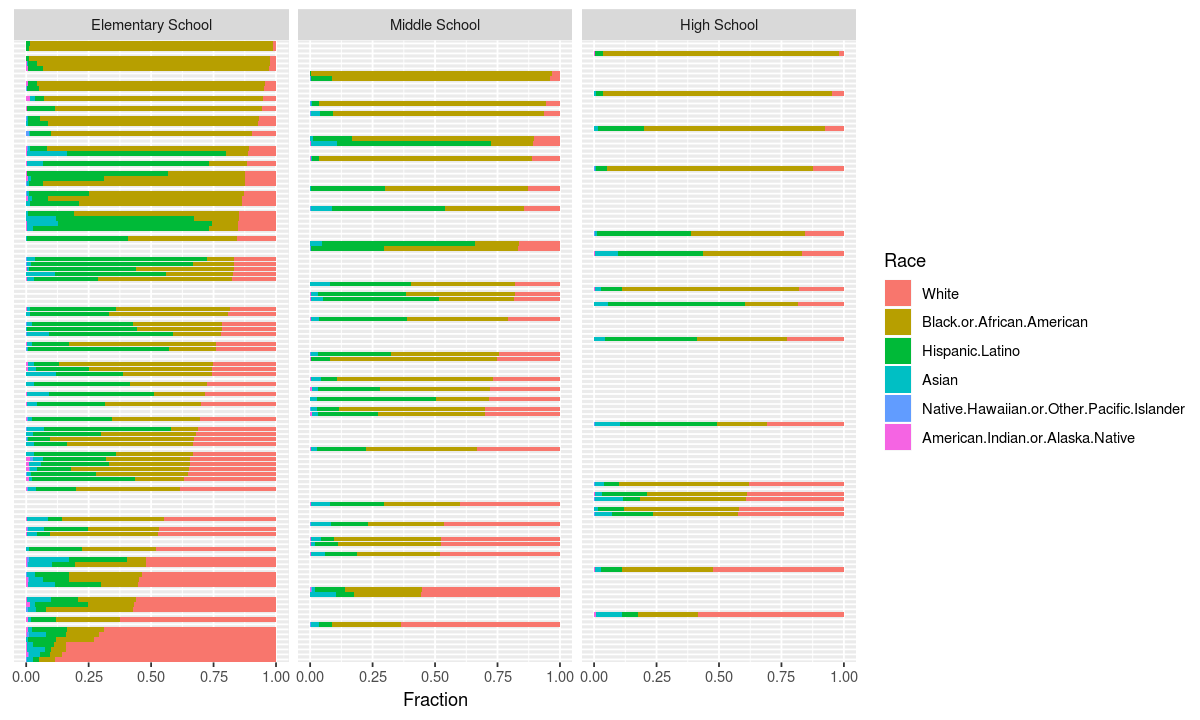 Elementary School
Middle School
High School
0.00 0.25 0.50 0.75 1.00
0.00 0.25 0.50 0.75 1.00
0.00 0.25 0.50 0.75 1.00
Fraction
Race
White
Black.or.African.American
Hispanic.Latino
Asian
Native.Hawaiian.or.Other.Pacific.Islander
American.Indian.or.Alaska.Native